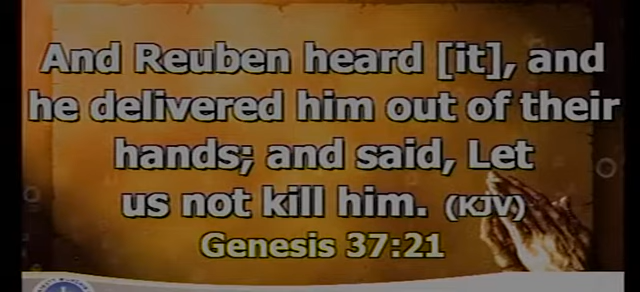 And Reuben heard [it], and
he delivered him out of their
hands; and said, Let
us not kill him. (KJV)
Genesis 37:21